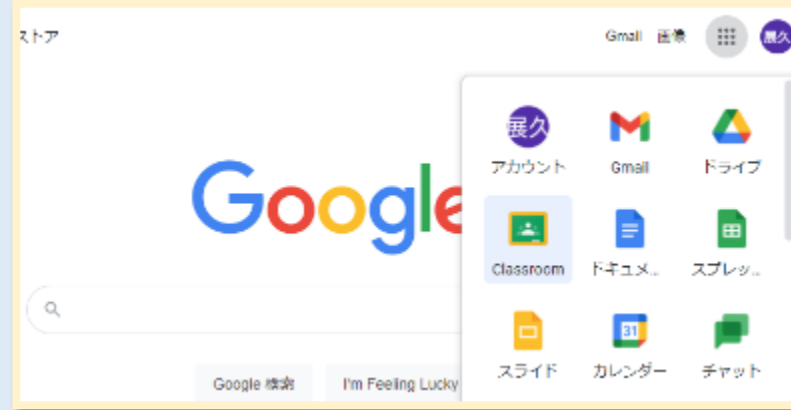 ストア
Gmail 画像
展久
展久
アカウント Gmail ドライブ
Google
Classroom ドキュメ... スプレッ...
31
スライド カレンダー チャット
Google 検索 I'm Feeling Lucky